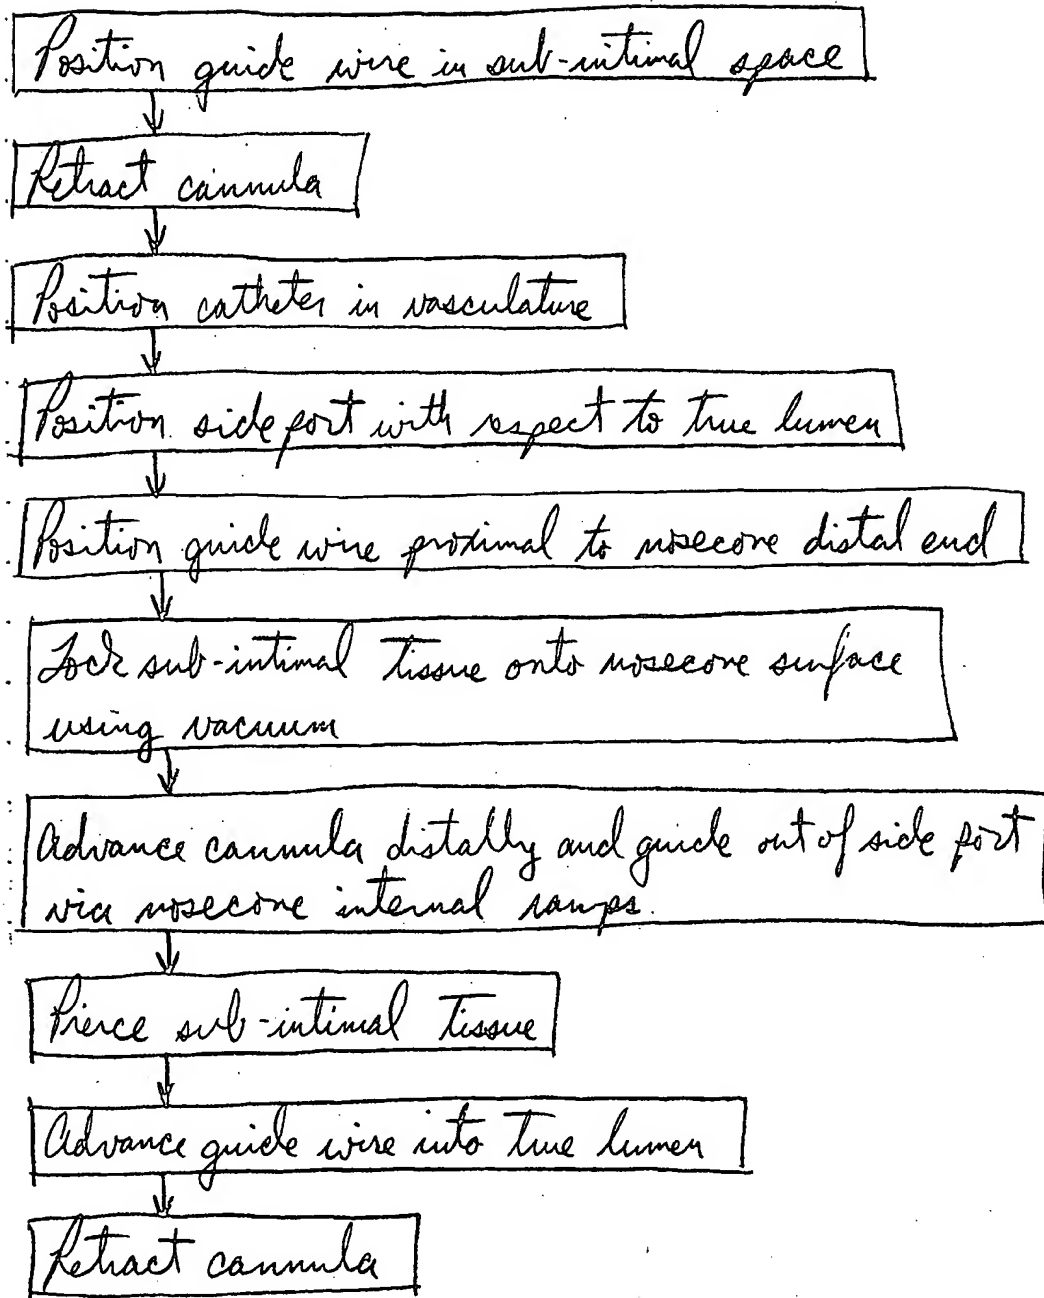 Position guide wire in sub-intimal space
Retract cannula
Position catheter in vasculature
Position side port with respect to true lumen
Position guide wire proximal to nosecone distal end
Lock sub-intimal tissue onto nosecone surface
using vacuum
Advance cannula distally and guide out of side port
via nosecone internal ramps.
Pierce sub-intimal tissue
Advance guide wire into true lumen
Retract cannula